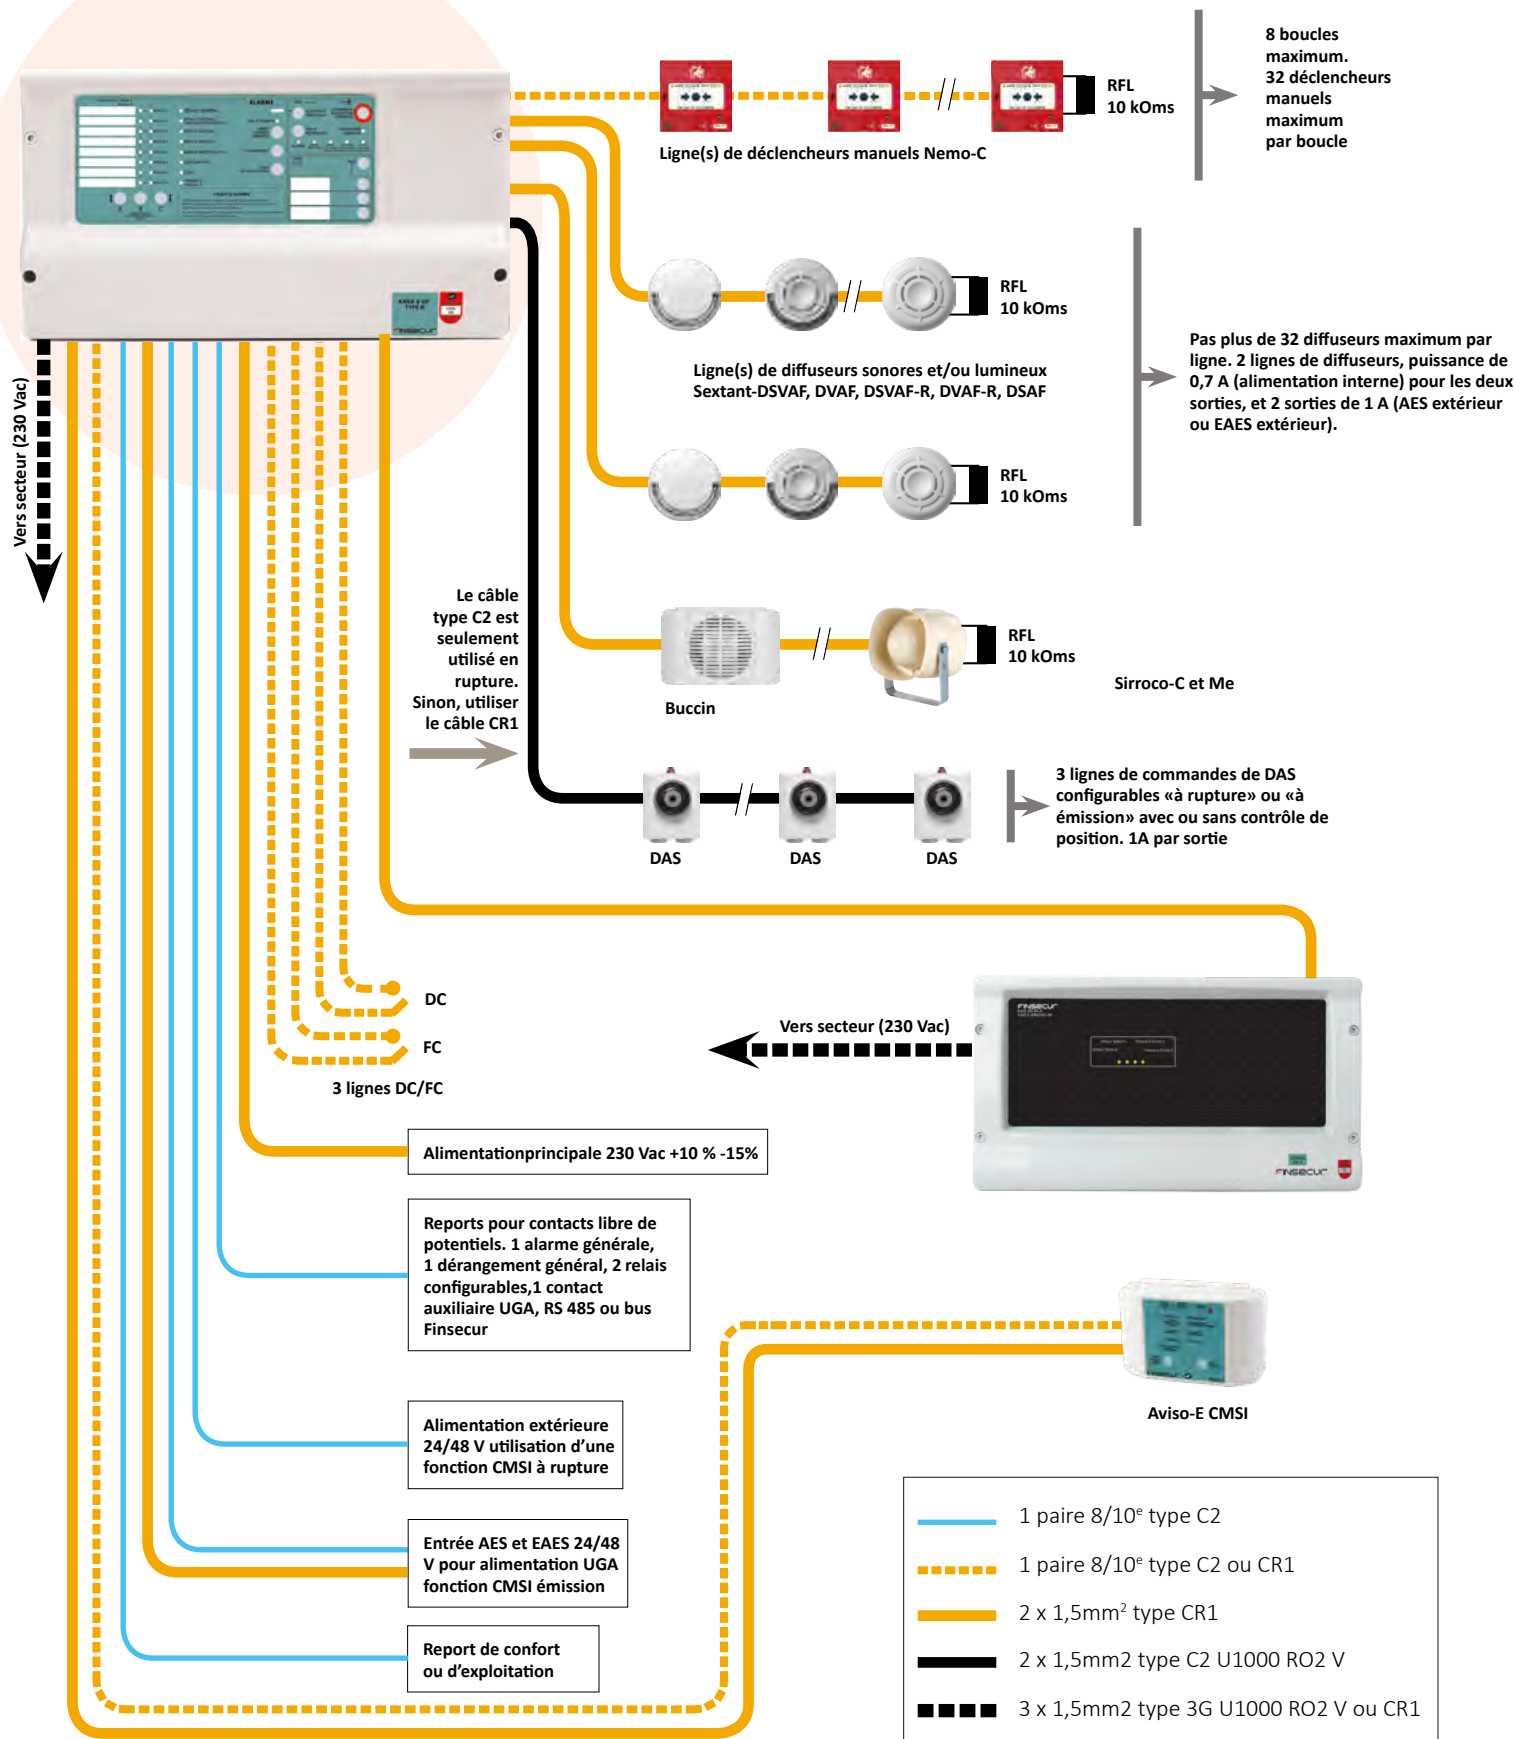 8 boucles
maximum.
32 déclencheurs
manuels
maximum
par boucle
RFL
10 kOms
Ligne(s) de déclencheurs manuels Nemo-C
ALARME
TYPE B
FINSECUR
RFL
10 kOms
Ligne(s) de diffuseurs sonores et/ou lumineux
Sextant-DSVAF, DVAF, DSVAF-R, DVAF-R, DSAF
Pas plus de 32 diffuseurs maximum par
ligne. 2 lignes de diffuseurs, puissance de
0,7 A (alimentation interne) pour les deux
sorties, et 2 sorties de 1 A (AES extérieur
ou EAES extérieur).
RFL
10 kOms
Vers secteur (230 Vac)
Le câble
type C2 est
seulement
utilisé en
rupture.
Sinon, utiliser
le câble CR1
RFL
10 kOms
Buccin
Sirroco-C et Me
3 lignes de commandes de DAS
configurables «à rupture» ou «à
émission» avec ou sans contrôle de
position. 1A par sortie
DAS
DAS
DAS
DC
FC
3 lignes DC/FC
Vers secteur (230 Vac)
FINSECUR
FINSECUR
Alimentationprincipale 230 Vac +10 % -15%
Reports pour contacts libre de
potentiels. 1 alarme générale,
1 dérangement général, 2 relais
configurables,1 contact
auxiliaire UGA, RS 485 ou bus
Finsecur
Aviso-E CMSI
Alimentation extérieure
24/48 V utilisation d’une
fonction CMSI à rupture
Entrée AES et EAES 24/48
V pour alimentation UGA
fonction CMSI émission
Report de confort
ou d’exploitation
1 paire 8/10e type C2
1 paire 8/10e type C2 ou CR1
2 x 1,5mm2 type CR1
2 x 1,5mm2 type C2 U1000 RO2 V
3 x 1,5mm2 type 3G U1000 RO2 V ou CR1